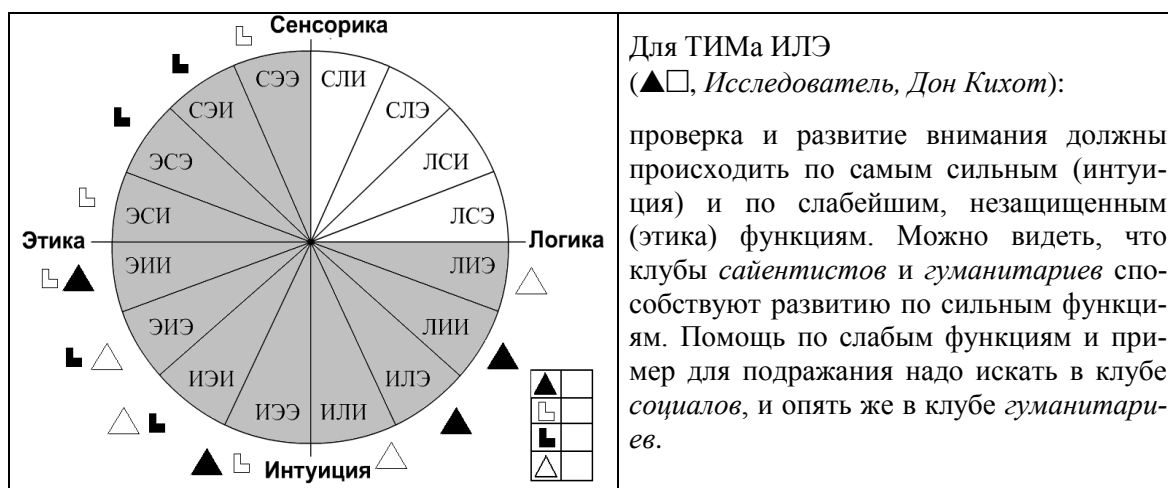 Сенсорика
СЭЭ
СЛИ
СЭИ
СЛЭ
ЭСЭ
ЛСИ
ЭСИ
ЛСЭ
Этика
Логика
ЭИИ
ЛИЭ
ЭИЭ
ЛИИ
ИЭИ
ИЛЭ
ИЭЭ
ИЛИ
Интуиция
Для ТИМа ИЛЭ
(▲□, Исследователь, Дон Кихот):
проверка и развитие внимания должны
происходить по самым сильным (интуи-
ция) и по слабейшим, незащищенным
(этика) функциям. Можно видеть, что
клубы сайентистов и гуманитариев спо-
собствуют развитию по сильным функци-
ям. Помощь по слабым функциям и при-
мер для подражания надо искать в клубе
социалов, и опять же в клубе гуманитари-
ев.